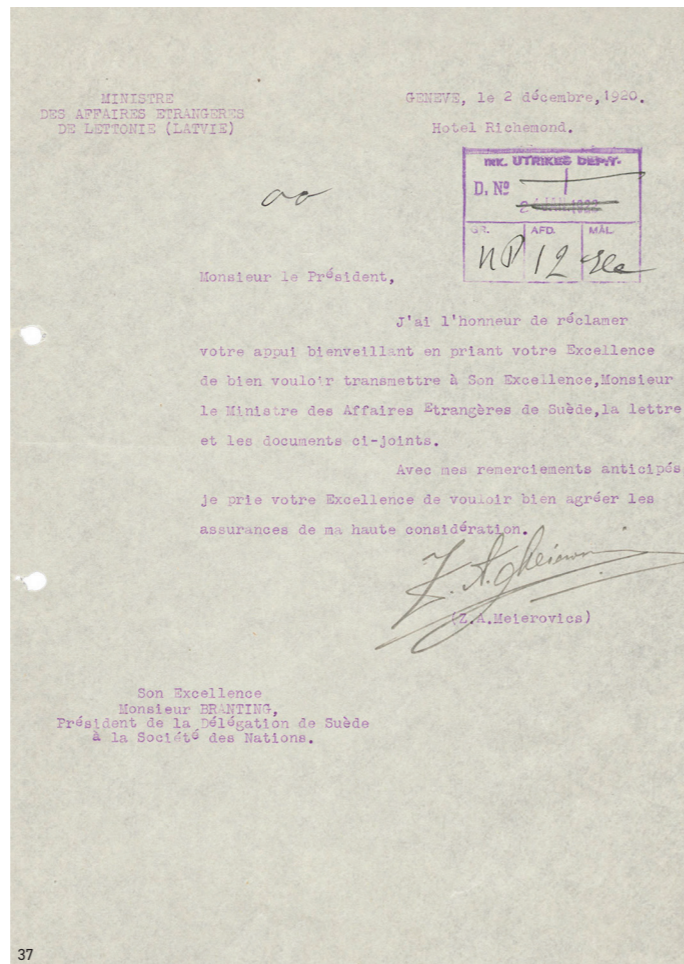 MINISTRE
DES AFFAIRES ETRANGERES
DE LETTONIE (LATVIE)
GENEVE, le 2 décembre, 1920.
Hotel Richemond.
INK. UTRIKES DEP:T.
D. Nº
GR. AFD. MÅL
NP 12
Monsieur le Président,
J'ai l'honneur de réclamer
votre appui bienveillant en priant votre Excellence
de bien vouloir transmettre à Son Excellence,Monsieur
le Ministre des Affaires Etrangères de Suède,la lettre
et les documents ci-joints.
Avec mes remerciements anticipés
je prie votre Excellence de vouloir bien agréer les
assurances de ma haute considération.
(Z.A.Meierovics)
Son Excellence
Monsieur BRANTING,
Président de la Délégation de Suède
à la Société des Nations.
37